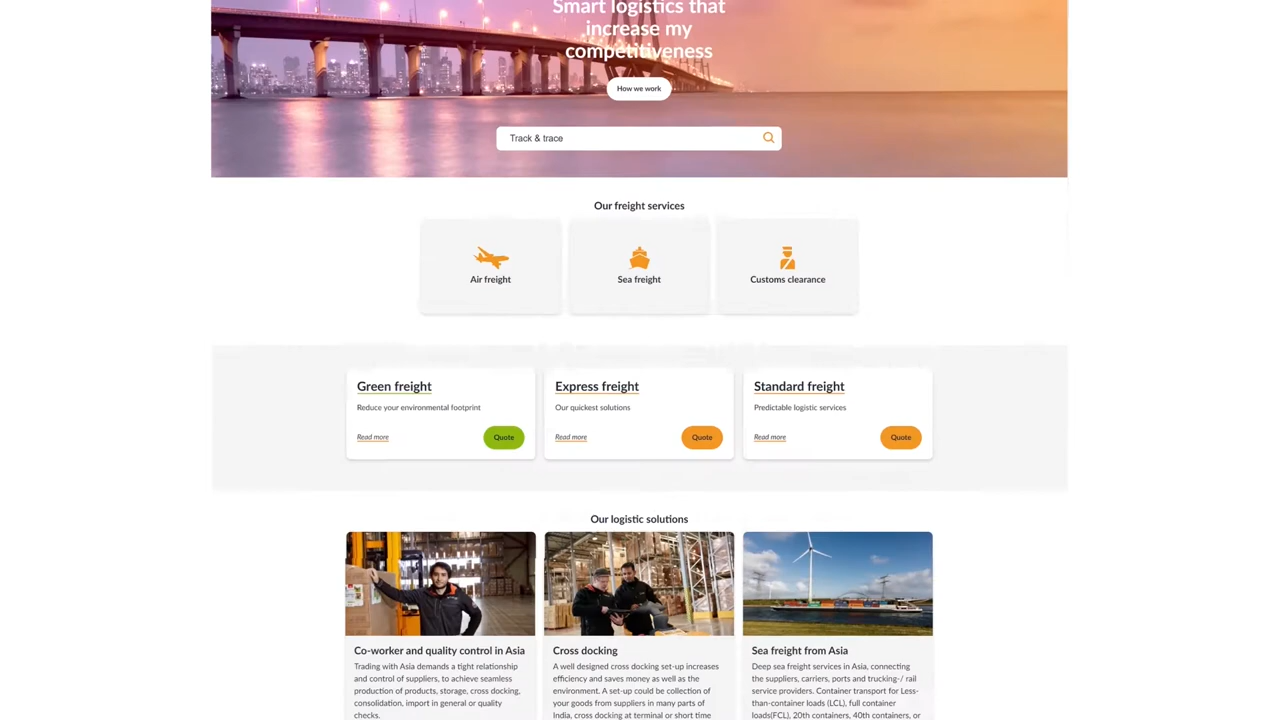 Smart logistics that
increase my
competitiveness
How we work
Track & trace
Our freight services
Air freight
Sea freight
Customs clearance
Green freight
Reduce your environmental footprint
Read more
Quote
Express freight
Our quickest solutions
Read more
Quote
Standard freight
Predictable logistic services
Read more
Quote
Our logistic solutions
Co-worker and quality control in Asia
Trading with Asia demands a tight relationship
and control of suppliers, to achieve seamless
production of products, storage, cross docking,
consolidation, import in general or quality
checks.
Cross docking
A well designed cross docking set-up increases
efficiency and saves money as well as the
environment. A set-up could be collection of
your goods from suppliers in many parts of
India, cross docking at terminal or short time
Sea freight from Asia
Deep sea freight services in Asia, connecting
the suppliers, carriers, ports and trucking-/ rail
service providers. Container transport for Less-
than-container loads (LCL), full container
loads(FCL), 20th containers, 40th containers, or